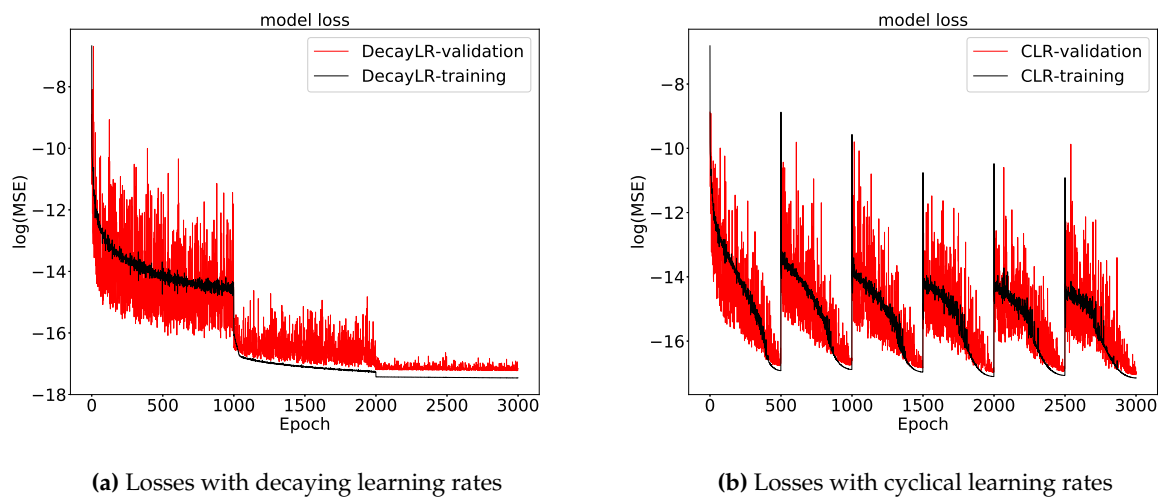 model loss
DecayLR-validation
DecayLR-training
log(MSE)
−8
−10
−12
−14
−16
−18
0 500 1000 1500 2000 2500 3000
Epoch
(a) Losses with decaying learning rates
model loss
CLR-validation
CLR-training
log(MSE)
−8
−10
−12
−14
−16
0 500 1000 1500 2000 2500 3000
Epoch
(b) Losses with cyclical learning rates